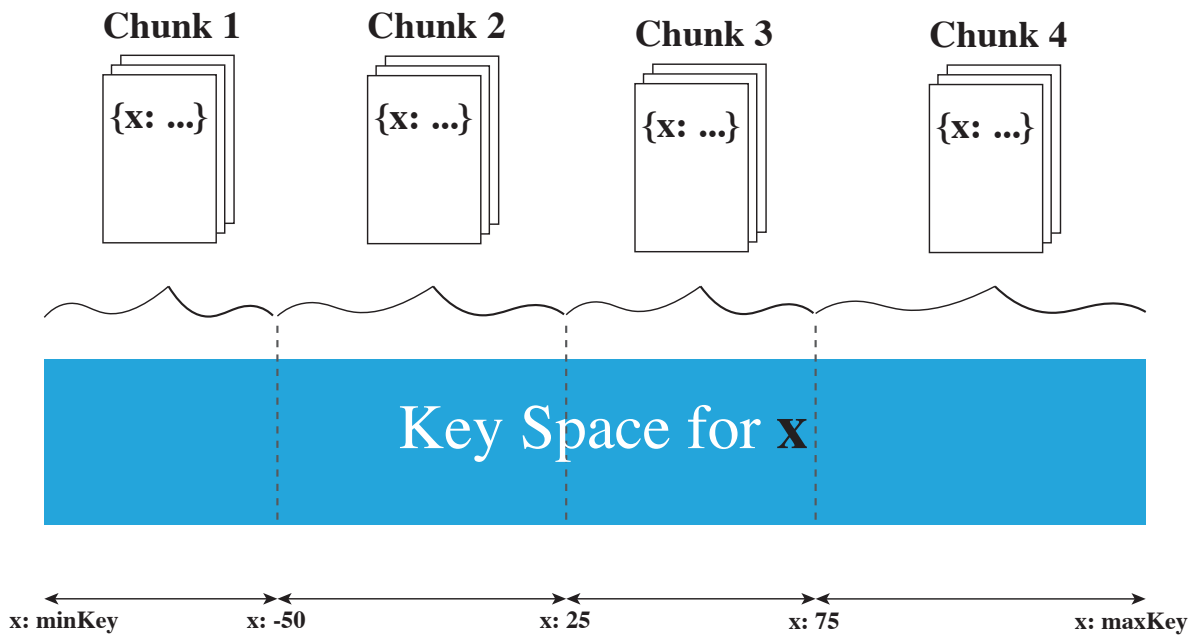 Chunk 1
Chunk 2
Chunk 3
Chunk 4
{x: ...}
{x: ...}
{x: ...}
{x: ...}
Key Space for x
x: minKey
x: -50
x: 25
x: 75
x: maxKey